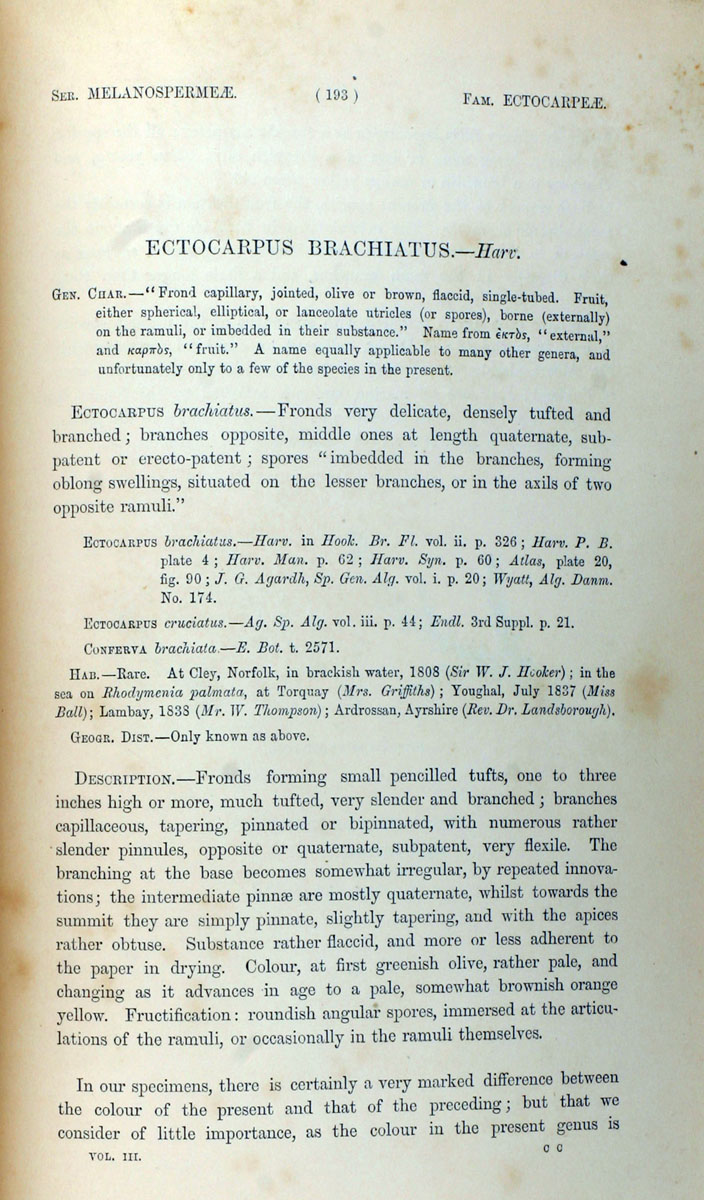 SER. MELANOSPERMEÆ. ( 193 ) FAM. ECTOCARPEÆ.
ECTOCARPUS BRACHIATUS.—Harv.
GEN. CHAR.—"Frond capillary, jointed, olive or brown, flaccid, single-tubed. Fruit,
either spherical, elliptical, or lanceolate utricles (or spores), borne (externally)
on the ramuli, or imbedded in their substance." Name from ἐκτὸς, "external,"
and καρπὸς, "fruit." A name equally applicable to many other genera, and
unfortunately only to a few of the species in the present.
ECTOCARPUS brachiatus.—Fronds very delicate, densely tufted and
branched; branches opposite, middle ones at length quaternate, sub-
patent or erecto-patent; spores "imbedded in the branches, forming
oblong swellings, situated on the lesser branches, or in the axils of two
opposite ramuli."
ECTOCARPUS brachiatus.—Harv. in Hook. Br. Fl. vol. ii. p. 326; Harv. P. B.
plate 4; Harv. Man. p. 62; Harv. Syn. p. 60; Atlas, plate 20,
fig. 90; J. G. Agardh, Sp. Gen. Alg. vol. i. p. 20; Wyatt, Alg. Danm.
No. 174.
ECTOCARPUS cruciatus.—Ag. Sp. Alg. vol. iii. p. 44; Endl. 3rd Suppl. p. 21.
CONFERVA brachiata.—E. Bot. t. 2571.
HAB.—Rare. At Cley, Norfolk, in brackish water, 1808 (Sir W. J. Hooker); in the
sea on Rhodymenia palmata, at Torquay (Mrs. Griffiths); Youghal, July 1837 (Miss
Ball); Lambay, 1838 (Mr. W. Thompson); Ardrossan, Ayrshire (Rev. Dr. Landsborough).
GEOGR. DIST.—Only known as above.
DESCRIPTION.—Fronds forming small pencilled tufts, one to three
inches high or more, much tufted, very slender and branched; branches
capillaceous, tapering, pinnated or bipinnated, with numerous rather
slender pinnules, opposite or quaternate, subpatent, very flexile. The
branching at the base becomes somewhat irregular, by repeated innova-
tions; the intermediate pinnæ are mostly quaternate, whilst towards the
summit they are simply pinnate, slightly tapering, and with the apices
rather obtuse. Substance rather flaccid, and more or less adherent to
the paper in drying. Colour, at first greenish olive, rather pale, and
changing as it advances in age to a pale, somewhat brownish orange
yellow. Fructification: roundish angular spores, immersed at the articu-
lations of the ramuli, or occasionally in the ramuli themselves.
In our specimens, there is certainly a very marked difference between
the colour of the present and that of the preceding; but that we
consider of little importance, as the colour in the present genus is
VOL. III. C C